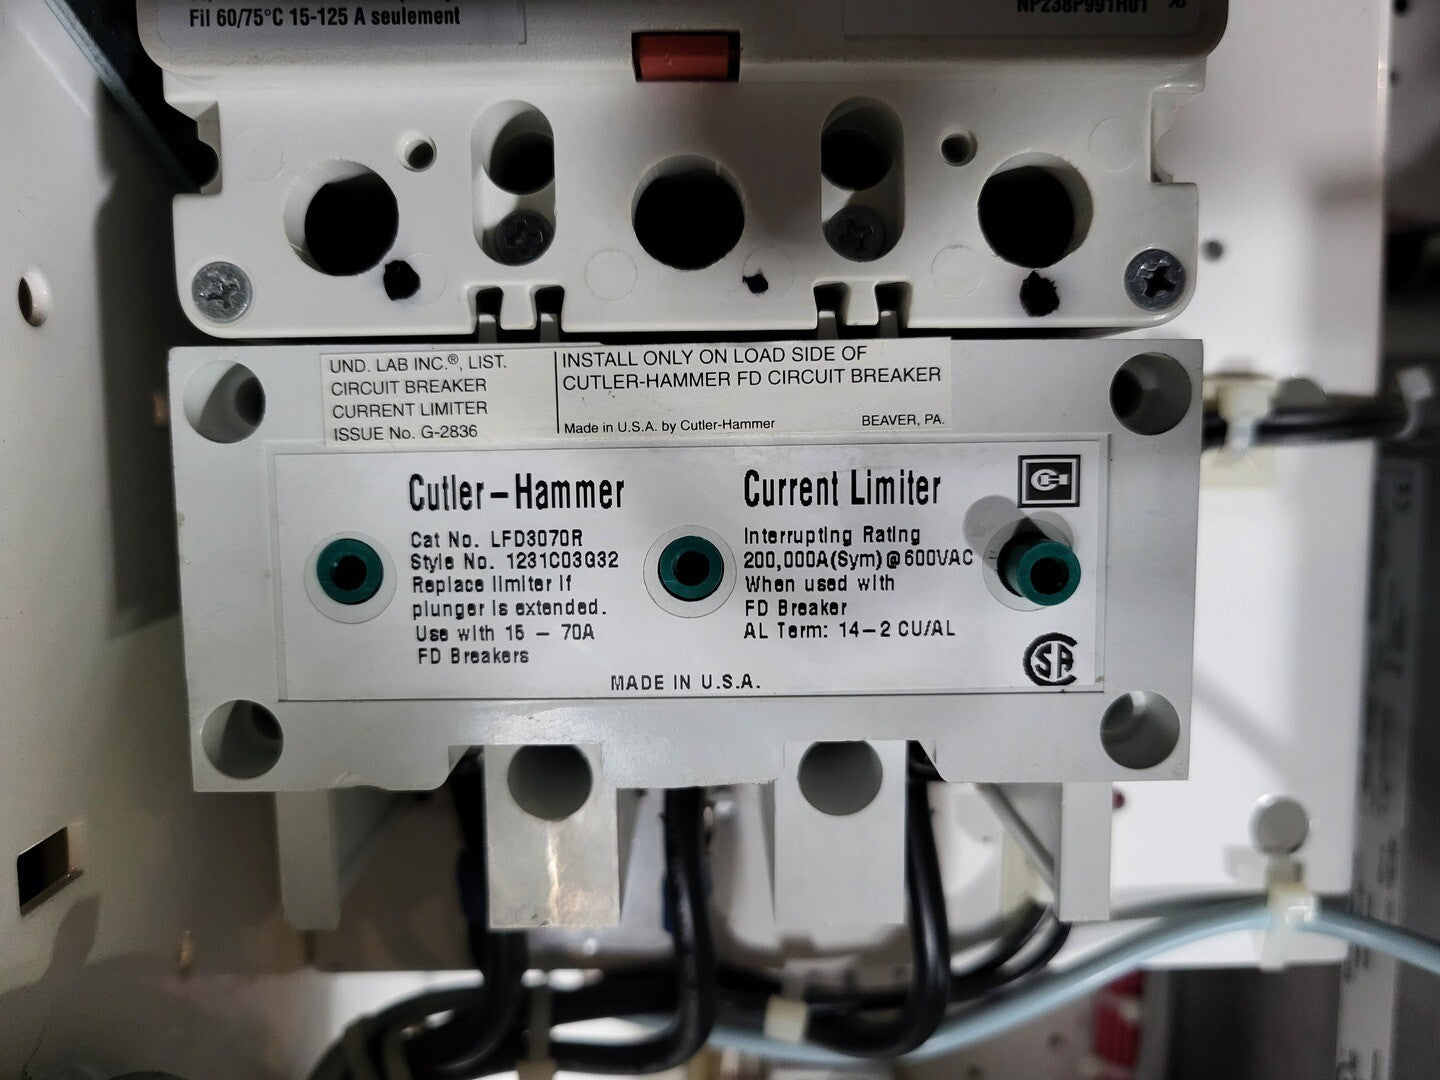 Fil 60/75°C 15-125 A seulement
NP238P991H01
UND. LAB INC.®, LIST.
CIRCUIT BREAKER
CURRENT LIMITER
ISSUE No. G-2836
INSTALL ONLY ON LOAD SIDE OF
CUTLER-HAMMER FD CIRCUIT BREAKER
Made in U.S.A. by Cutler-Hammer BEAVER, PA.
Cutler-Hammer
Cat No. LFD3070R
Style No. 1231C03G32
Replace limiter if
plunger is extended.
Use with 15 - 70A
FD Breakers
Current Limiter
Interrupting Rating
200,000A(Sym)@600VAC
When used with
FD Breaker
AL Term: 14-2 CU/AL
CH
SA
MADE IN U.S.A.